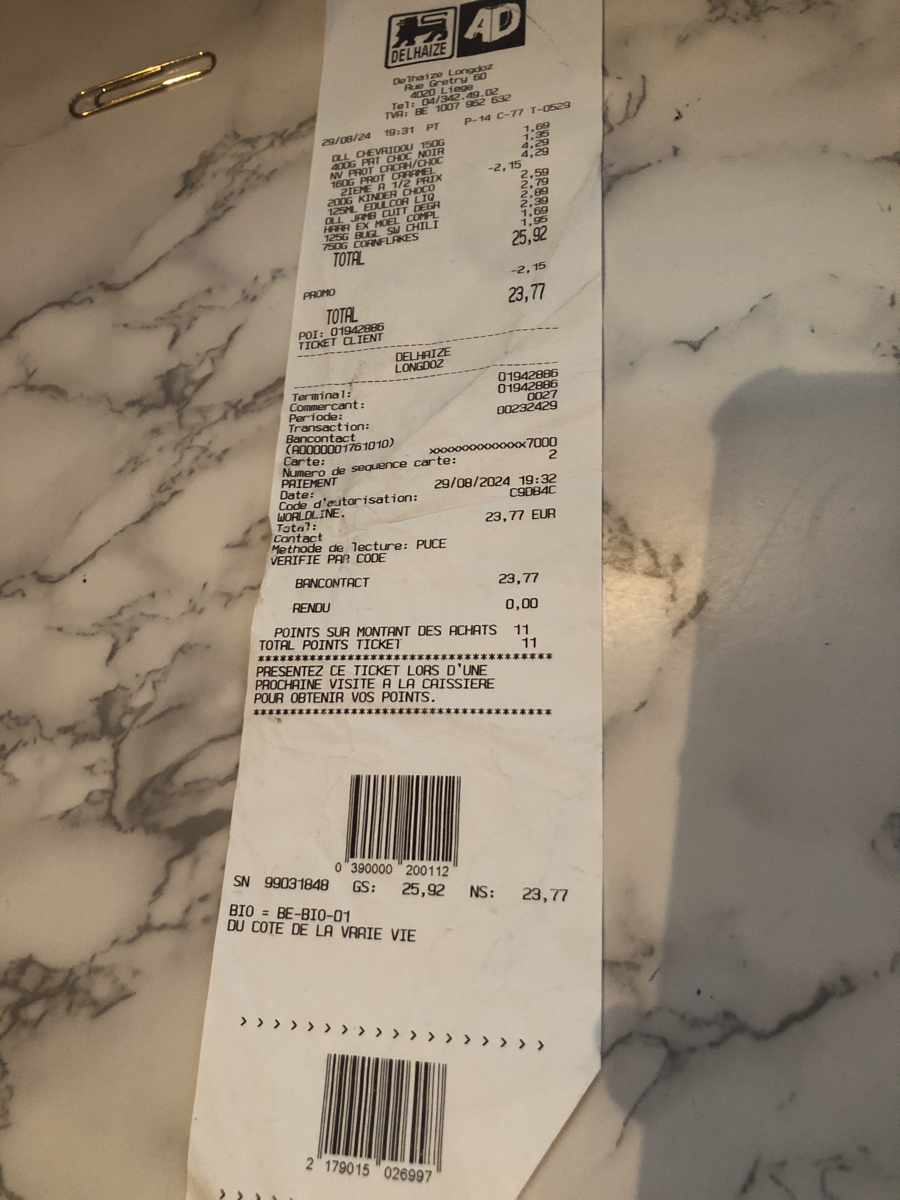 DELHAIZE AD
Delhaize Longdoz
Rue Gretry 60
4020 Liege
Tel: 04/342.49.02
TVA: BE 1007 962 632
29/08/24 19:31 PT P-14 C-77 T-0529
DLL CHEVRIDOU 150G 1,69
400G PAT CHOC NOIR 1,35
NV PROT CACAH/CHOC 4,29
160G PROT CARAMEL 4,29
2IEME A 1/2 PRIX -2,15
200G KINDER CHOCO 2,59
125ML EDULCOR LIQ 2,79
DLL JAMB CUIT DEGR 2,89
HARR EX MOEL COMPL 2,39
125G BUGL SW CHILI 1,69
750G CORNFLAKES 1,95
TOTAL 25,92
PROMO -2,15
TOTAL 23,77
POI: 01942886
TICKET CLIENT
--------------------------------
DELHAIZE
LONGDOZ
--------------------------------
Terminal: 01942886
Commercant: 01942886
Periode: 0027
Transaction: 00232429
Bancontact
(A0000001761010)
Carte: xxxxxxxxxxxxx7000
Numero de sequence carte: 2
PAIEMENT
Date: 29/08/2024 19:32
Code d'autorisation: C9DB4C
WORLDLINE.
Total: 23,77 EUR
Contact
Methode de lecture: PUCE
VERIFIE PAR CODE
BANCONTACT 23,77
RENDU 0,00
POINTS SUR MONTANT DES ACHATS 11
TOTAL POINTS TICKET 11
**************************************
PRESENTEZ CE TICKET LORS D'UNE
PROCHAINE VISITE A LA CAISSIERE
POUR OBTENIR VOS POINTS.
**************************************
0 390000 200112
SN 99031848 GS: 25,92 NS: 23,77
BIO = BE-BIO-01
DU COTE DE LA VRAIE VIE
> > > > > > > > > > > > > > > > > >
2 179015 026997
> > > > > >